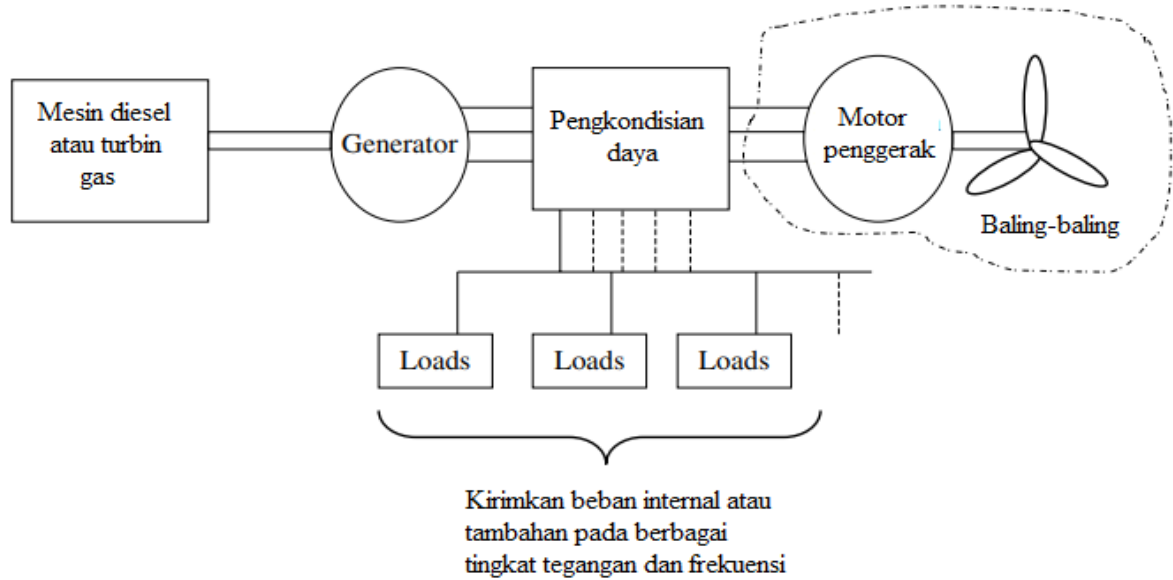 Mesin diesel
atau turbin
gas
Generator
Pengkondisian
daya
Motor
penggerak
Baling-baling
Loads
Loads
Loads
Kirimkan beban internal atau
tambahan pada berbagai
tingkat tegangan dan frekuensi